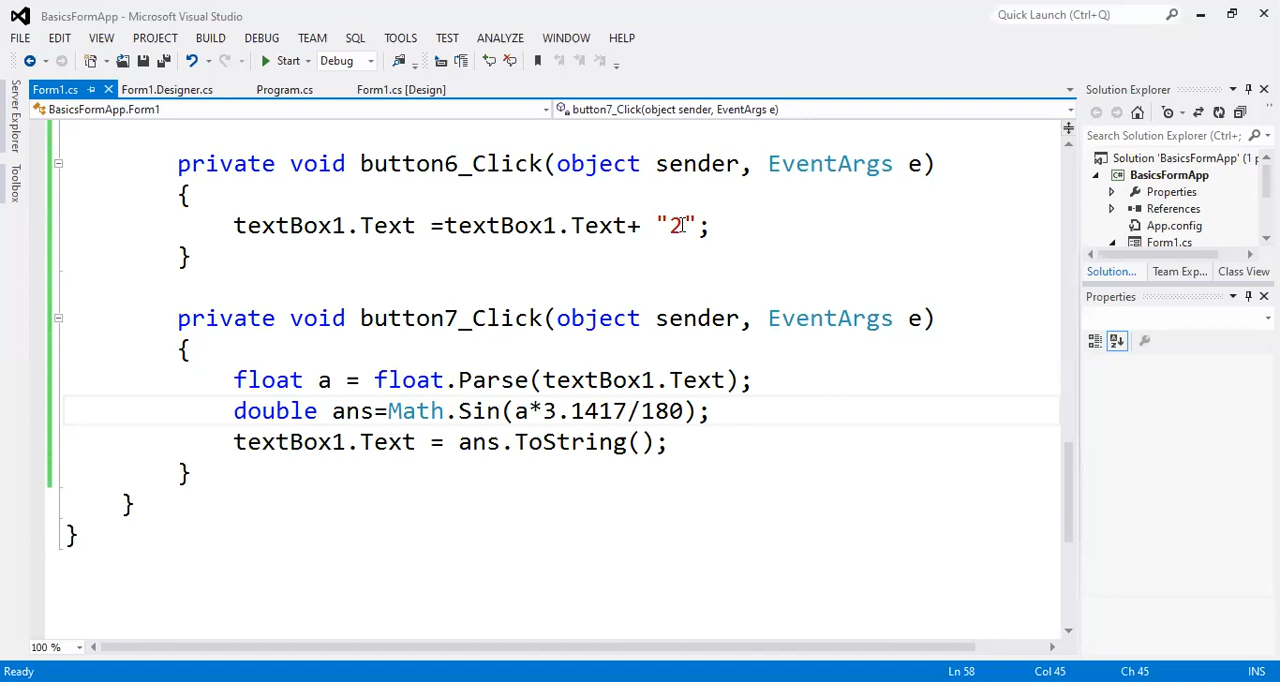 BasicsFormApp - Microsoft Visual Studio
Quick Launch (Ctrl+Q)
FILE EDIT VIEW PROJECT BUILD DEBUG TEAM SQL TOOLS TEST ANALYZE WINDOW HELP
Start Debug
Form1.cs Form1.Designer.cs Program.cs Form1.cs [Design]
Solution Explorer
BasicsFormApp.Form1
button7_Click(object sender, EventArgs e)
Server Explorer
Toolbox
private void button6_Click(object sender, EventArgs e)
{
textBox1.Text =textBox1.Text+ "2";
}
private void button7_Click(object sender, EventArgs e)
{
float a = float.Parse(textBox1.Text);
double ans=Math.Sin(a*3.1417/180);
textBox1.Text = ans.ToString();
}
}
}
Search Solution Explorer (Ctrl+;
Solution 'BasicsFormApp' (1 p
C# BasicsFormApp
Properties
References
App.config
Form1.cs
Solution... Team Exp... Class View
Properties
100 %
Ready
Ln 58 Col 45 Ch 45 INS